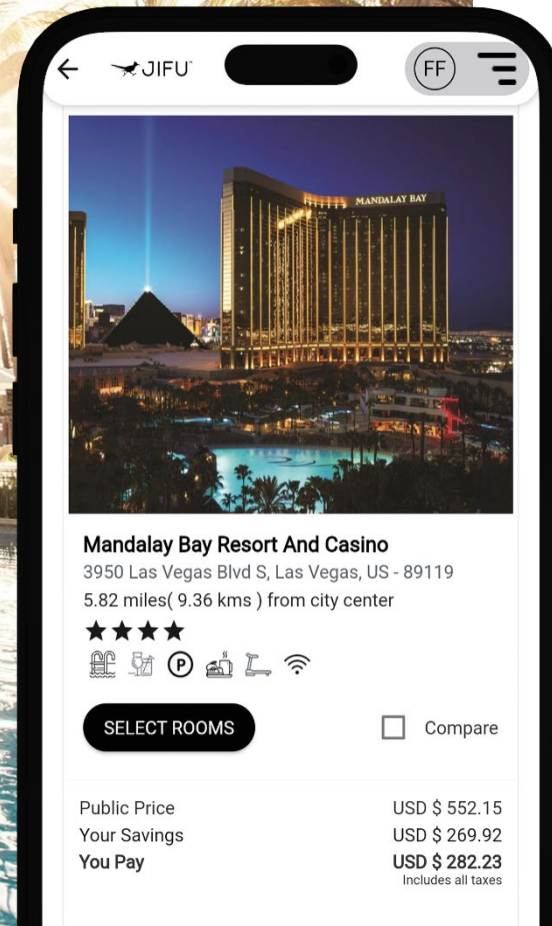 JIFU
FF
MANDALAY BAY
Mandalay Bay Resort And Casino
3950 Las Vegas Blvd S, Las Vegas, US - 89119
5.82 miles( 9.36 kms ) from city center
P
SELECT ROOMS
Compare
Public Price USD $ 552.15
Your Savings USD $ 269.92
You Pay USD $ 282.23
Includes all taxes